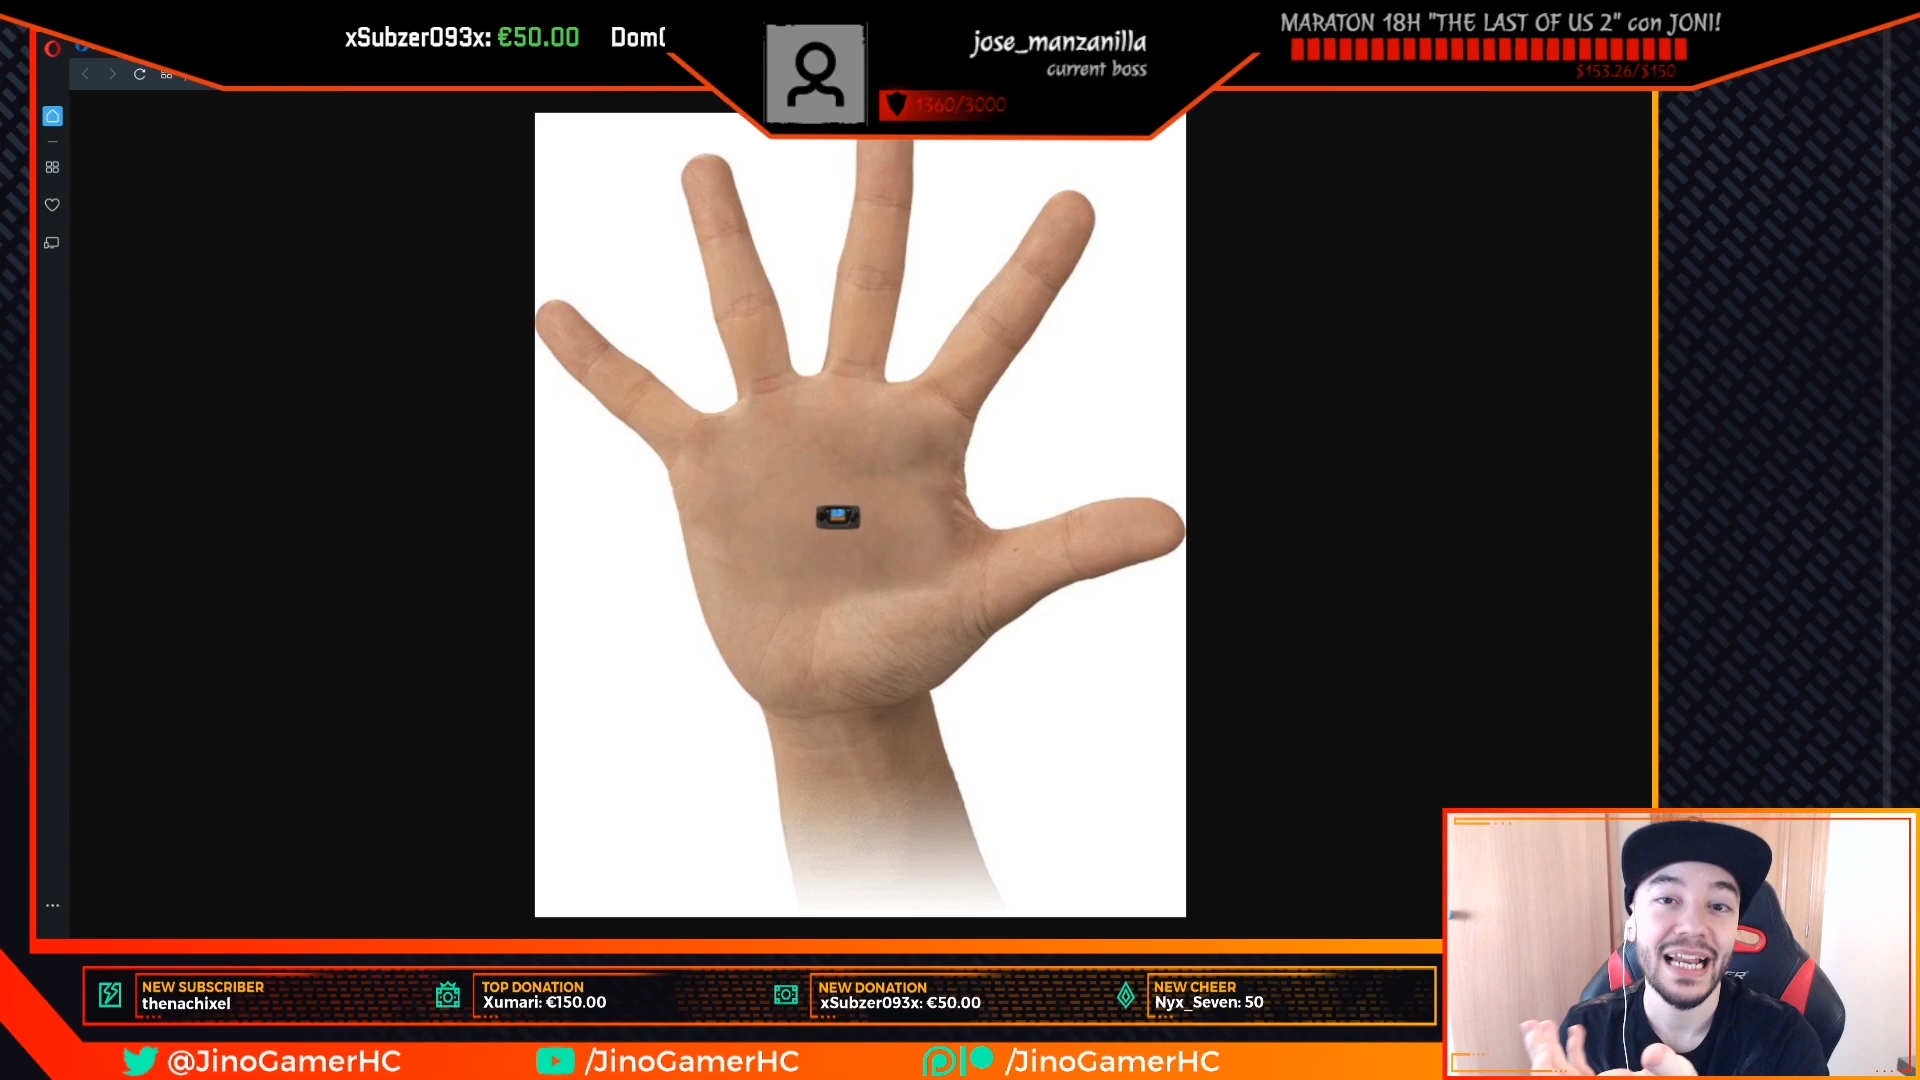 xSubzer093x: €50.00 Dom
jose_manzanilla
current boss
1360/3000
MARATON 18H "THE LAST OF US 2" con JONI!
$153.26/$150
NEW SUBSCRIBER
thenachixel
TOP DONATION
Xumari: €150.00
NEW DONATION
xSubzer093x: €50.00
NEW CHEER
Nyx_Seven: 50
@JinoGamerHC
/JinoGamerHC
/JinoGamerHC